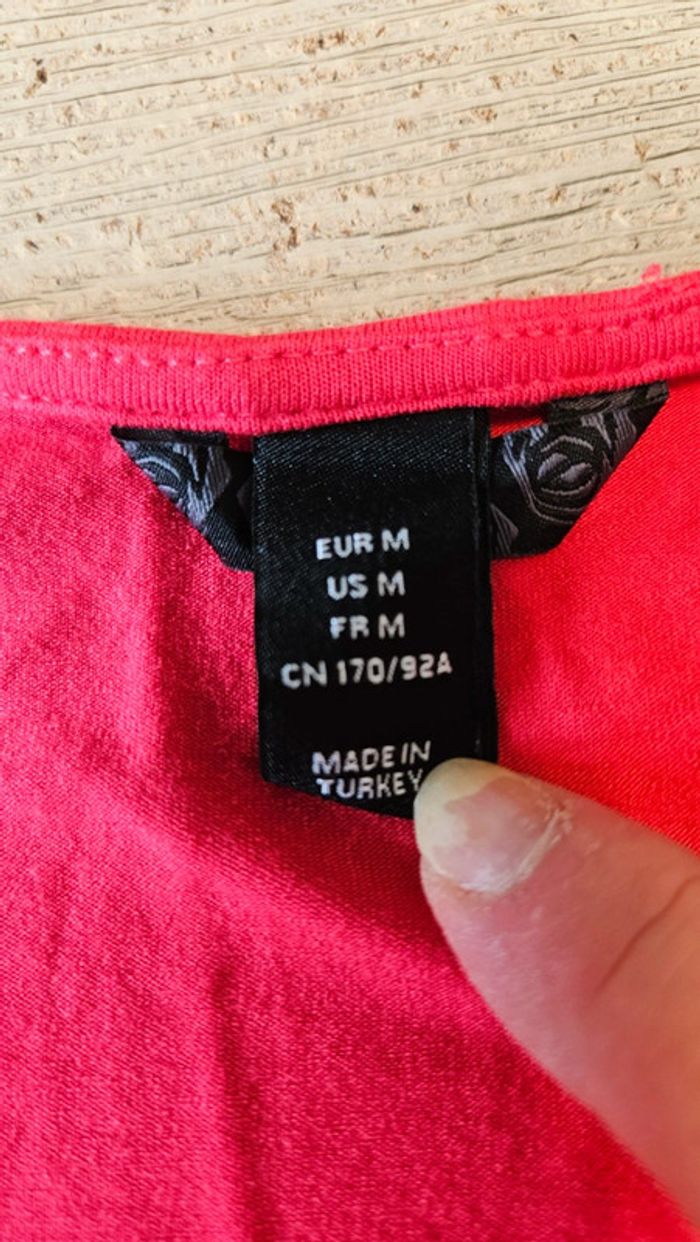 EUR M
US M
FR M
CN 170/92A
MADE IN
TURKEY